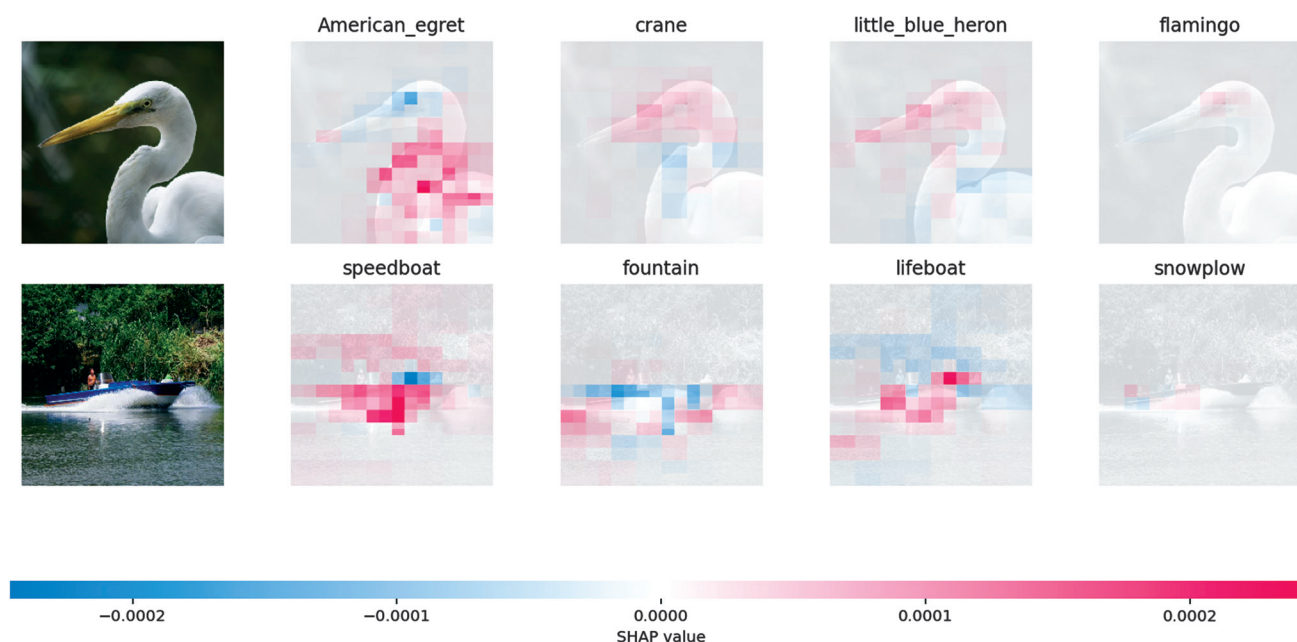 American_egret crane little_blue_heron flamingo
speedboat fountain lifeboat snowplow
−0.0002 −0.0001 0.0000 0.0001 0.0002
SHAP value